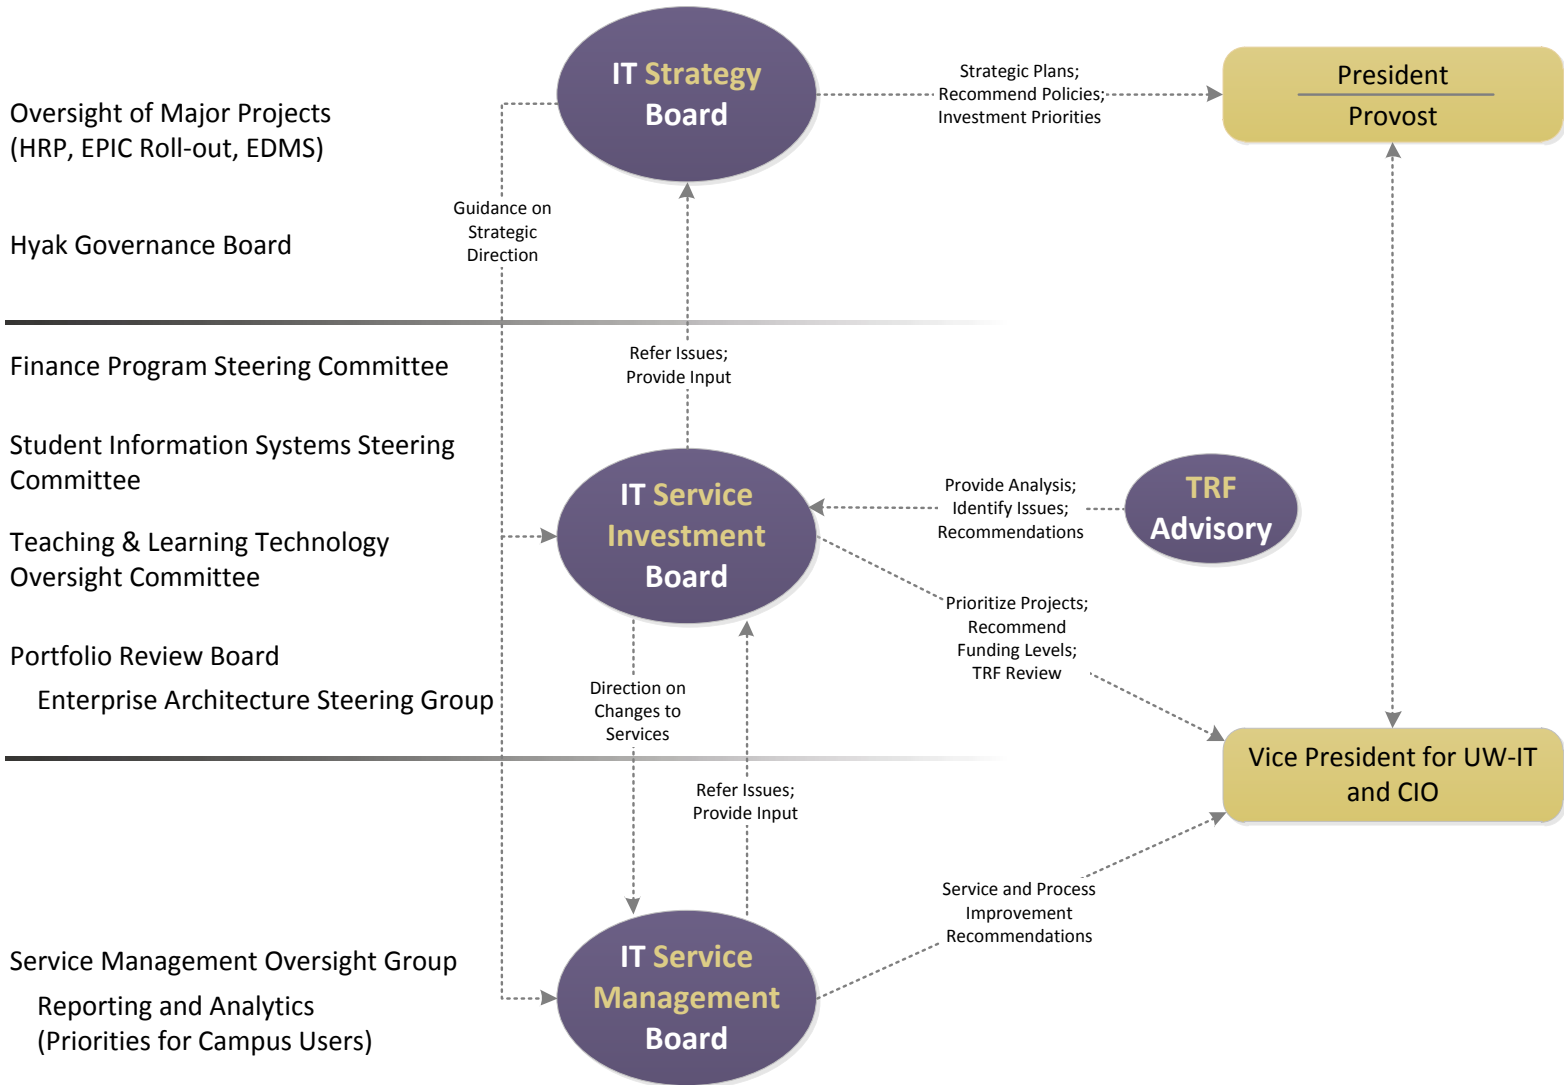 IT Strategy
Board
Strategic Plans;
Recommend Policies;
Investment Priorities
President
Provost
Oversight of Major Projects
(HRP, EPIC Roll-out, EDMS)
Guidance on
Strategic
Direction
Hyak Governance Board
Finance Program Steering Committee
Refer Issues;
Provide Input
Student Information Systems Steering
Committee
IT Service
Investment
Board
Provide Analysis;
Identify Issues;
Recommendations
TRF
Advisory
Teaching & Learning Technology
Oversight Committee
Prioritize Projects;
Recommend
Funding Levels;
TRF Review
Portfolio Review Board
Enterprise Architecture Steering Group
Direction on
Changes to
Services
Vice President for UW-IT
and CIO
Refer Issues;
Provide Input
Service and Process
Improvement
Recommendations
Service Management Oversight Group
Reporting and Analytics
(Priorities for Campus Users)
IT Service
Management
Board